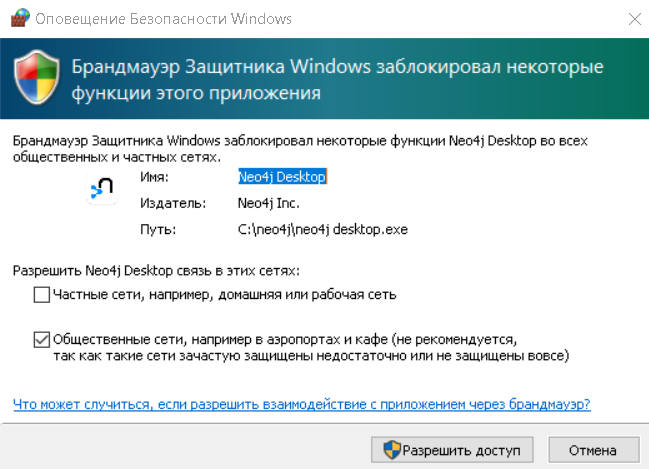 Оповещение Безопасности Windows
Брандмауэр Защитника Windows заблокировал некоторые
функции этого приложения
Брандмауэр Защитника Windows заблокировал некоторые функции Neo4j Desktop во всех
общественных и частных сетях.
Имя: Neo4j Desktop
Издатель: Neo4j Inc.
Путь: C:\neo4j\neo4j desktop.exe
Разрешить Neo4j Desktop связь в этих сетях:
Частные сети, например, домашняя или рабочая сеть
Общественные сети, например в аэропортах и кафе (не рекомендуется,
так как такие сети зачастую защищены недостаточно или не защищены вовсе)
Что может случиться, если разрешить взаимодействие с приложением через брандмауэр?
Разрешить доступ Отмена